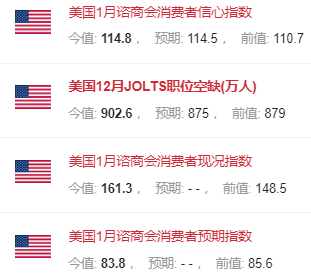 美国1月谘商会消费者信心指数
今值: 114.8 , 预期: 114.5 , 前值: 110.7
美国12月JOLTS职位空缺(万人)
今值: 902.6 , 预期: 875 , 前值: 879
美国1月谘商会消费者现况指数
今值: 161.3 , 预期: - - , 前值: 148.5
美国1月谘商会消费者预期指数
今值: 83.8 , 预期: - - , 前值: 85.6